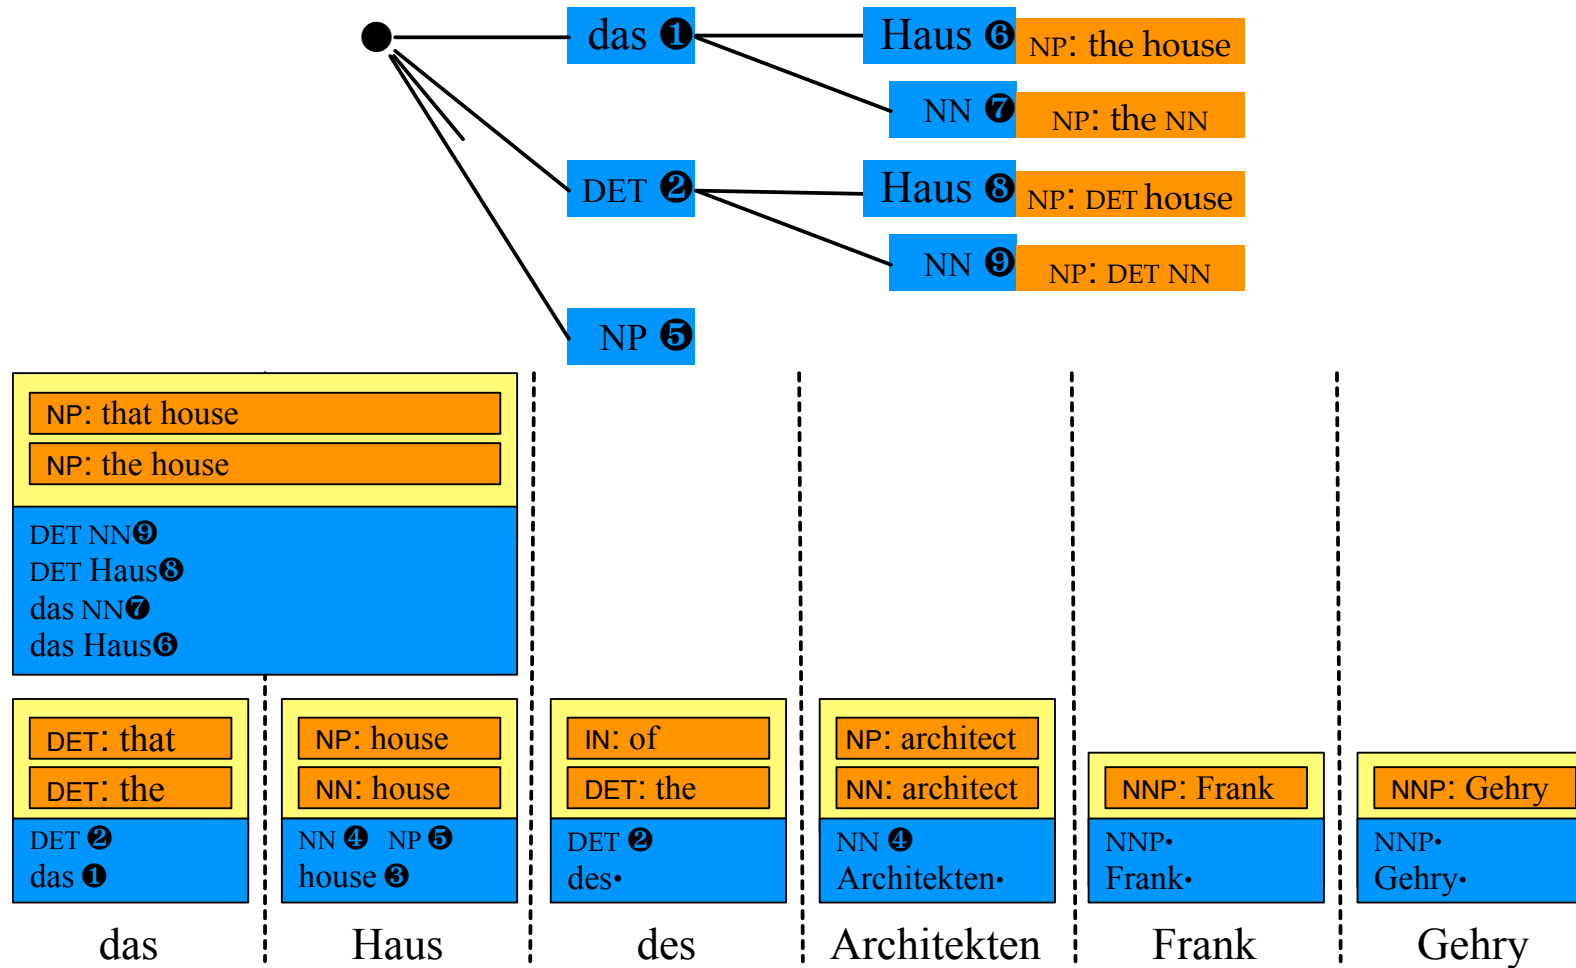 das ❶ Haus ❻ NP: the house
NN ❼ NP: the NN
DET ❷ Haus ❽ NP: DET house
NN ❾ NP: DET NN
NP ❺
NP: that house
NP: the house
DET NN❾
DET Haus❽
das NN❼
das Haus❻
DET: that
DET: the
DET ❷
das ❶
NP: house
NN: house
NN ❹ NP ❺
house ❸
IN: of
DET: the
DET ❷
des•
NP: architect
NN: architect
NN ❹
Architekten•
NNP: Frank
NNP•
Frank•
NNP: Gehry
NNP•
Gehry•
das Haus des Architekten Frank Gehry